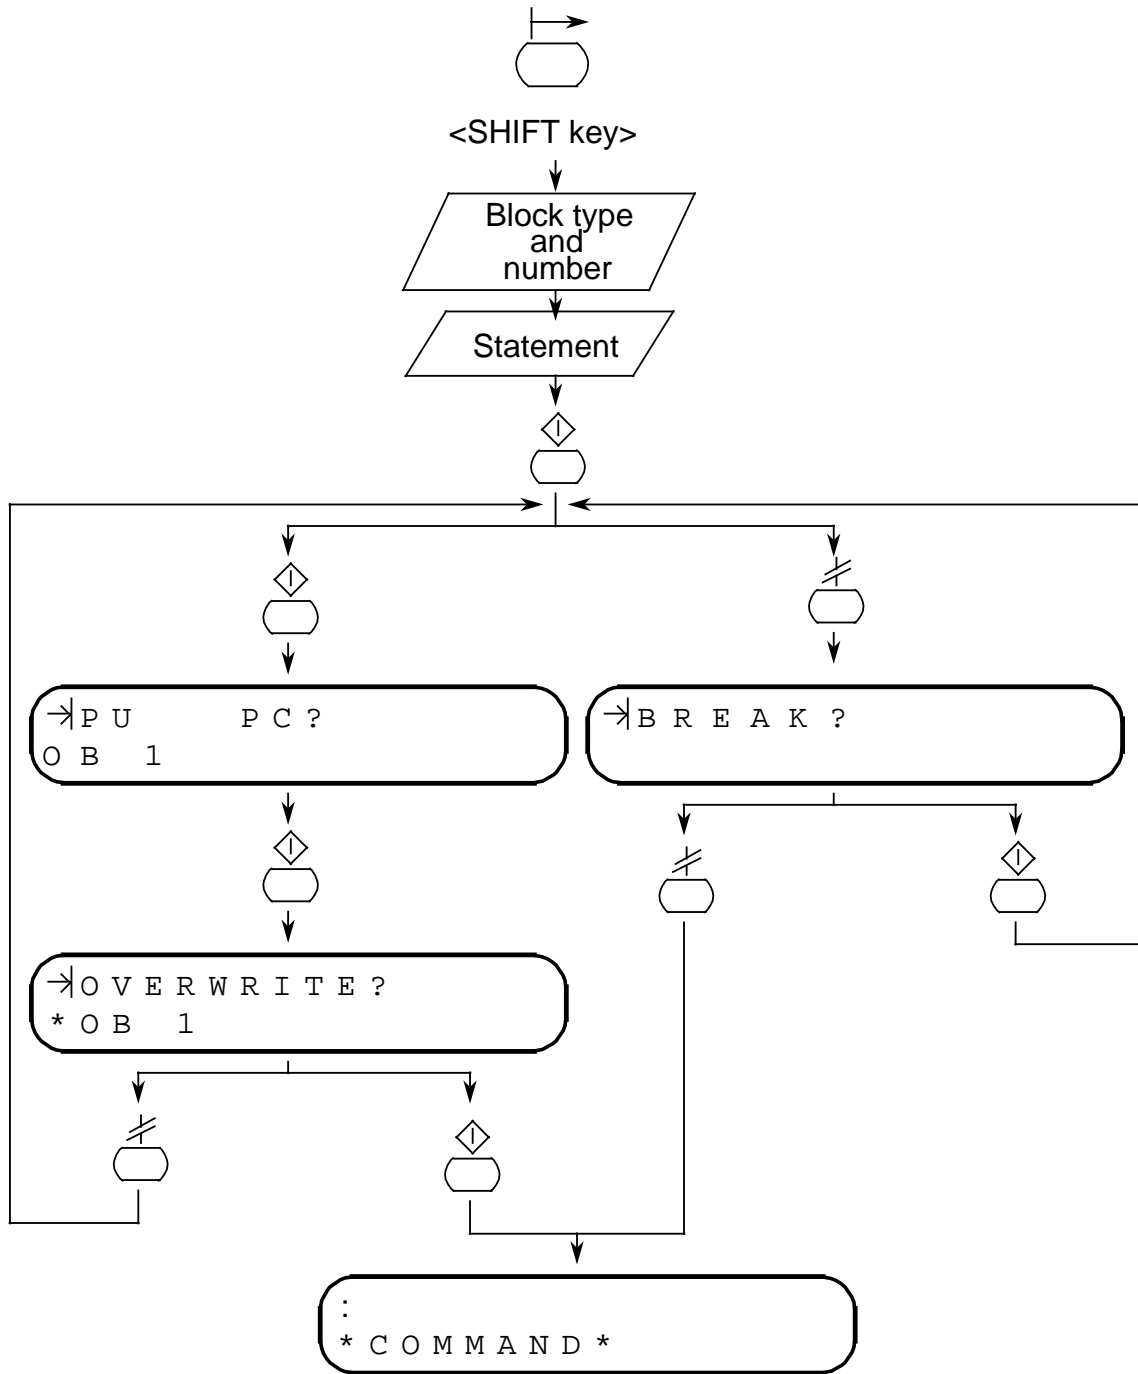 <SHIFT key>
Block type
and
number
Statement
PU PC?
OB 1
BREAK?
OVERWRITE?
*OB 1
:
*COMMAND*